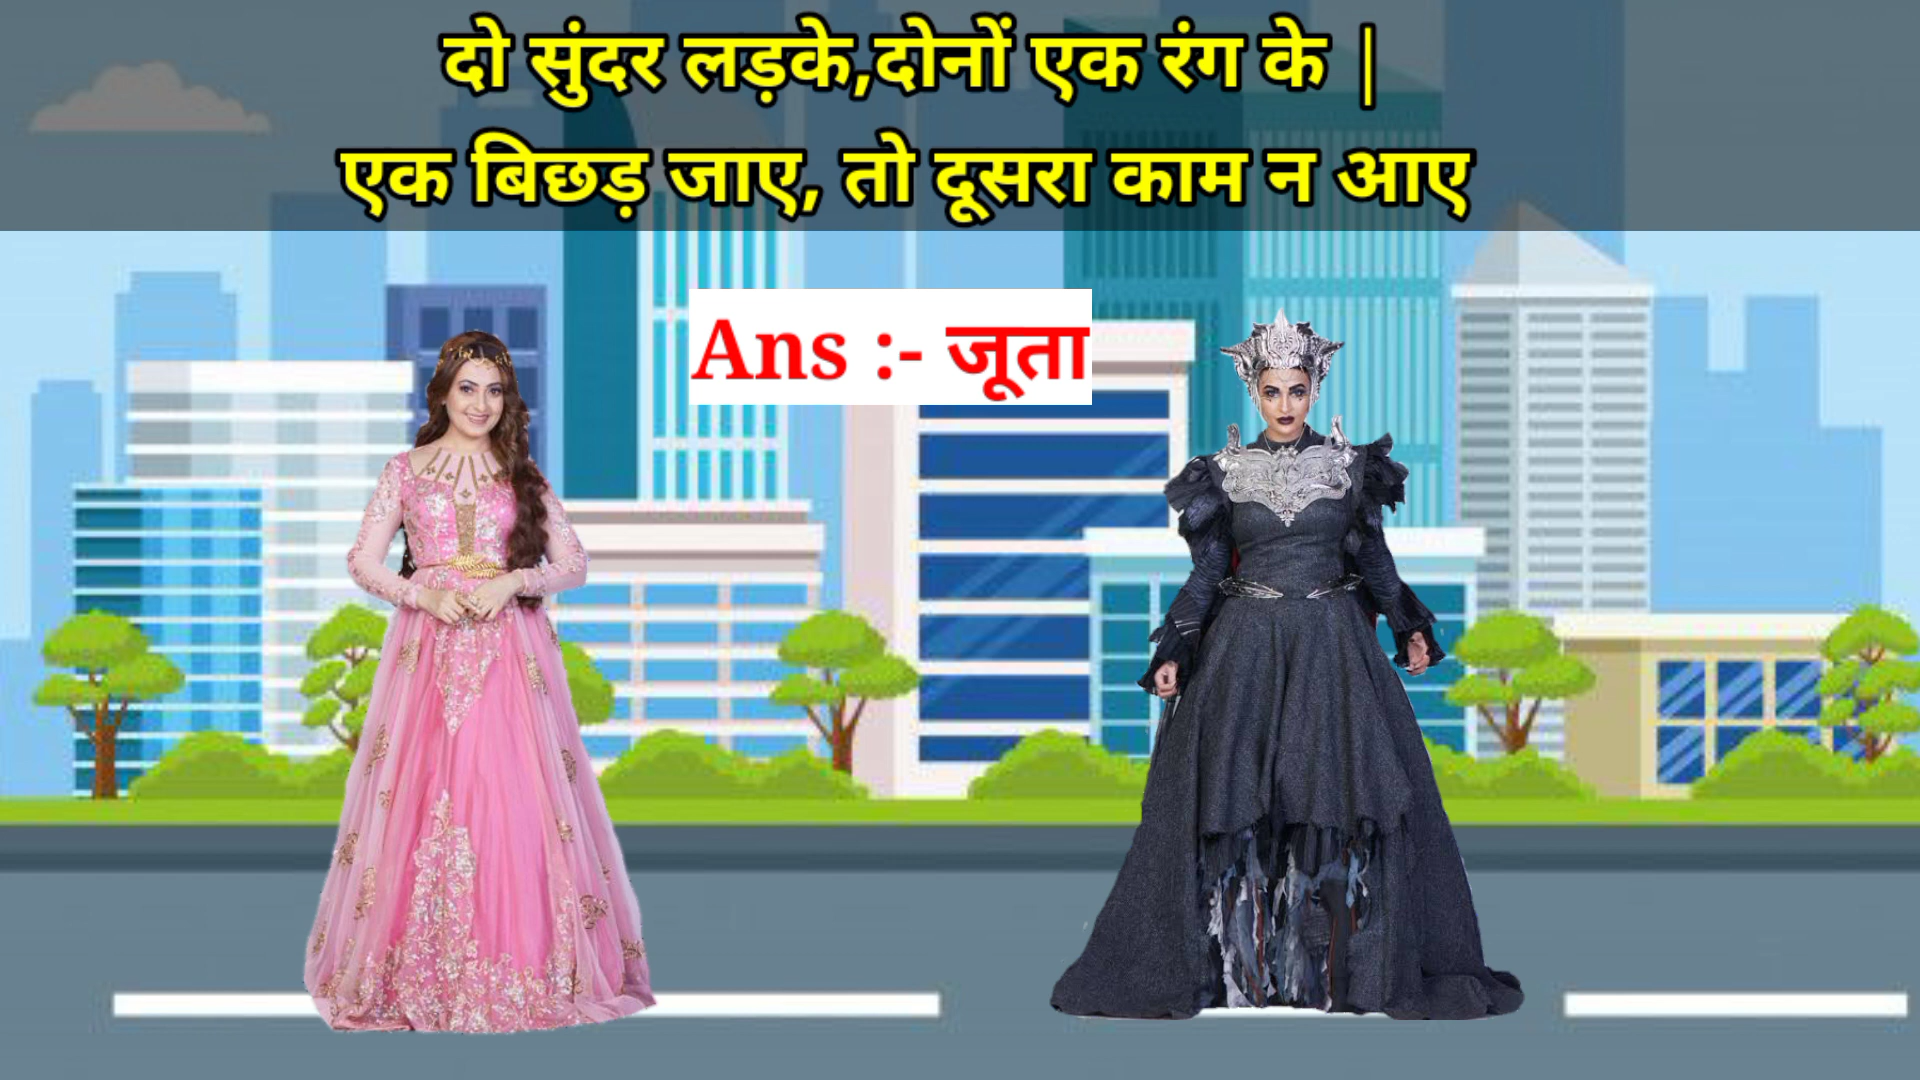 दो सुंदर लड़के,दोनों एक रंग के |
एक बिछड़ जाए, तो दूसरा काम न आए
Ans :- जूता